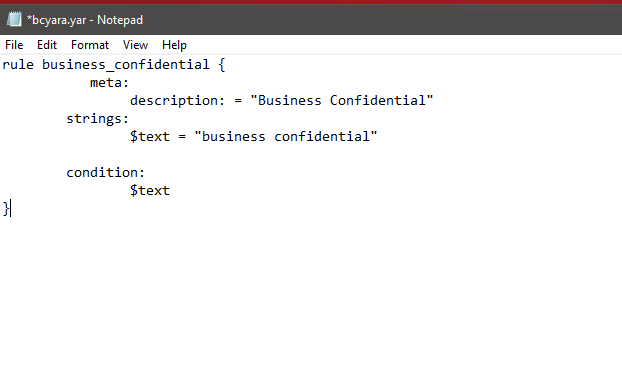 *bcyara.yar - Notepad
File Edit Format View Help
rule business_confidential {
meta:
description: = "Business Confidential"
strings:
$text = "business confidential"
condition:
$text
}